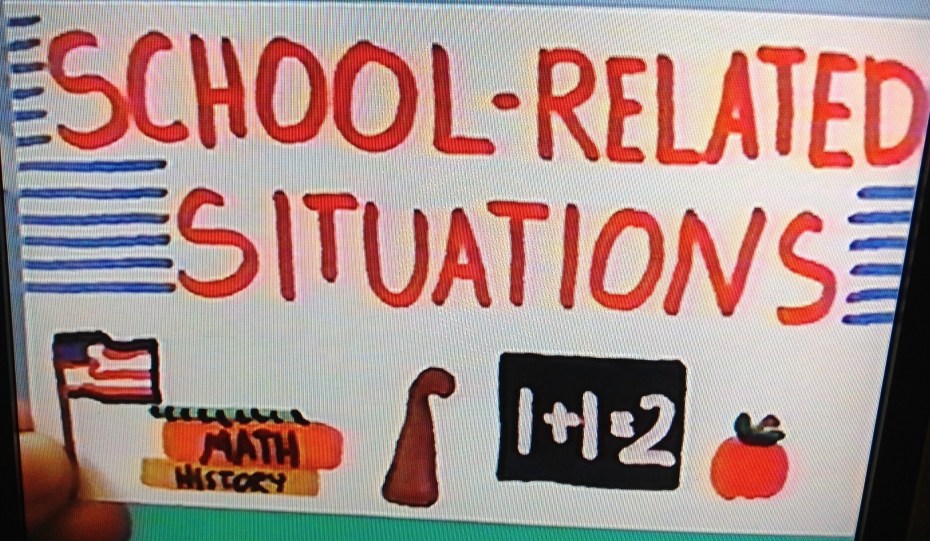 SCHOOL-RELATED
SITUATIONS
MATH
HISTORY
1+1=2